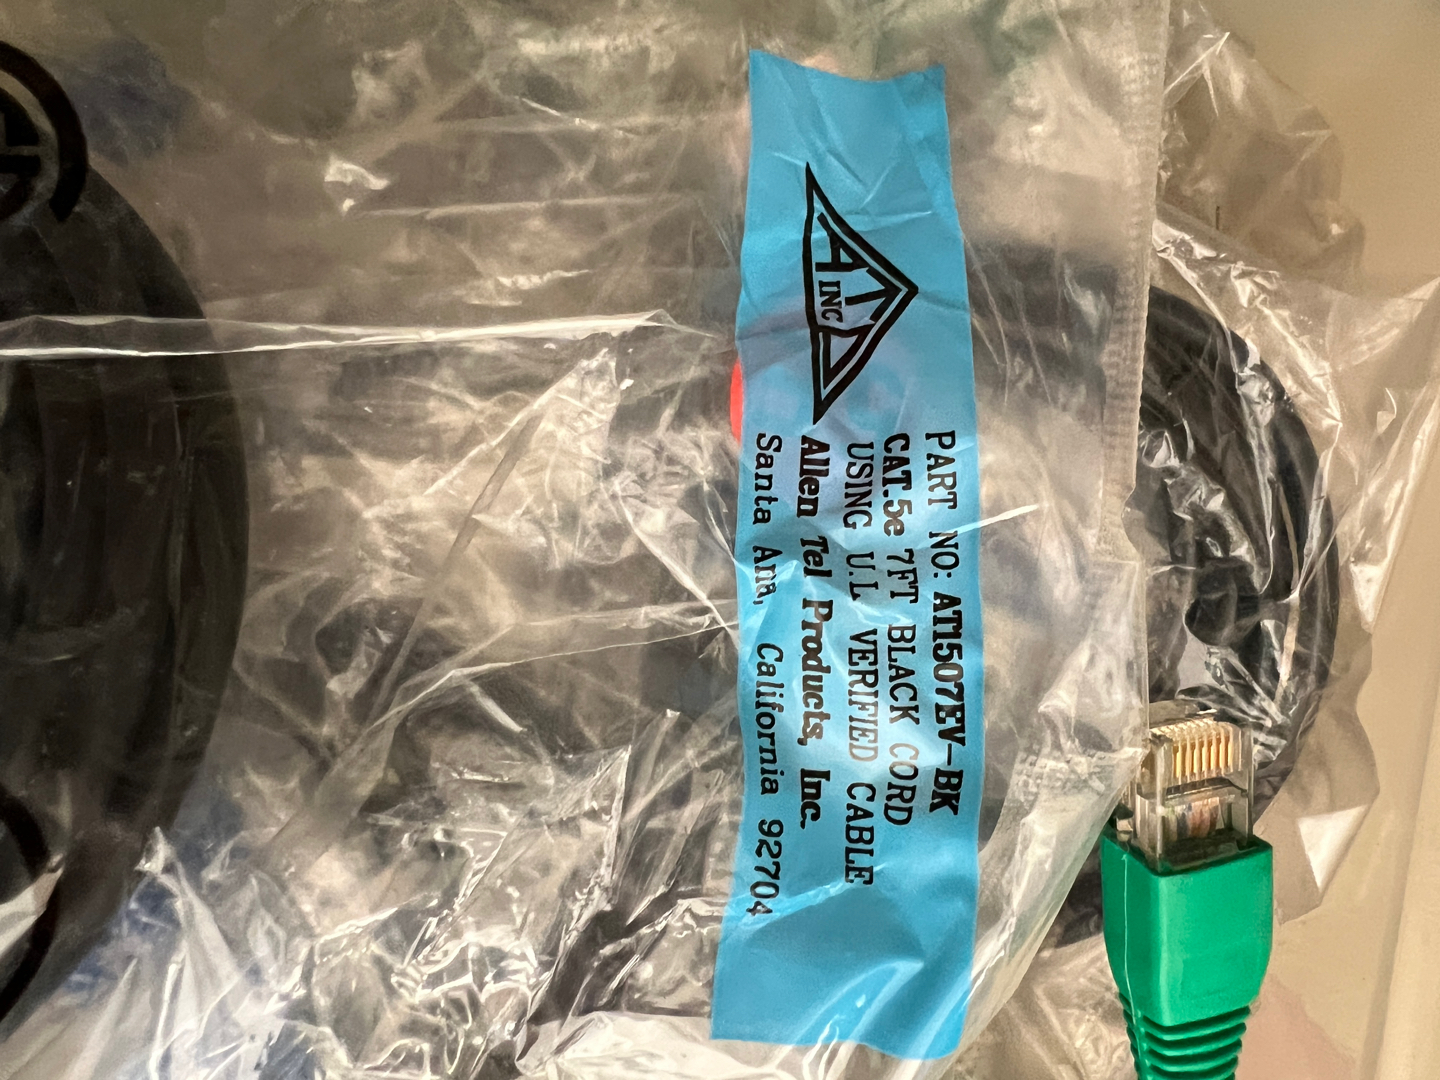 ATP
INC
PART NO: AT1507EV-BK
CAT.5e 7FT BLACK CORD
USING U.L VERIFIED CABLE
Allen Tel Products, Inc.
Santa Ana, California 92704